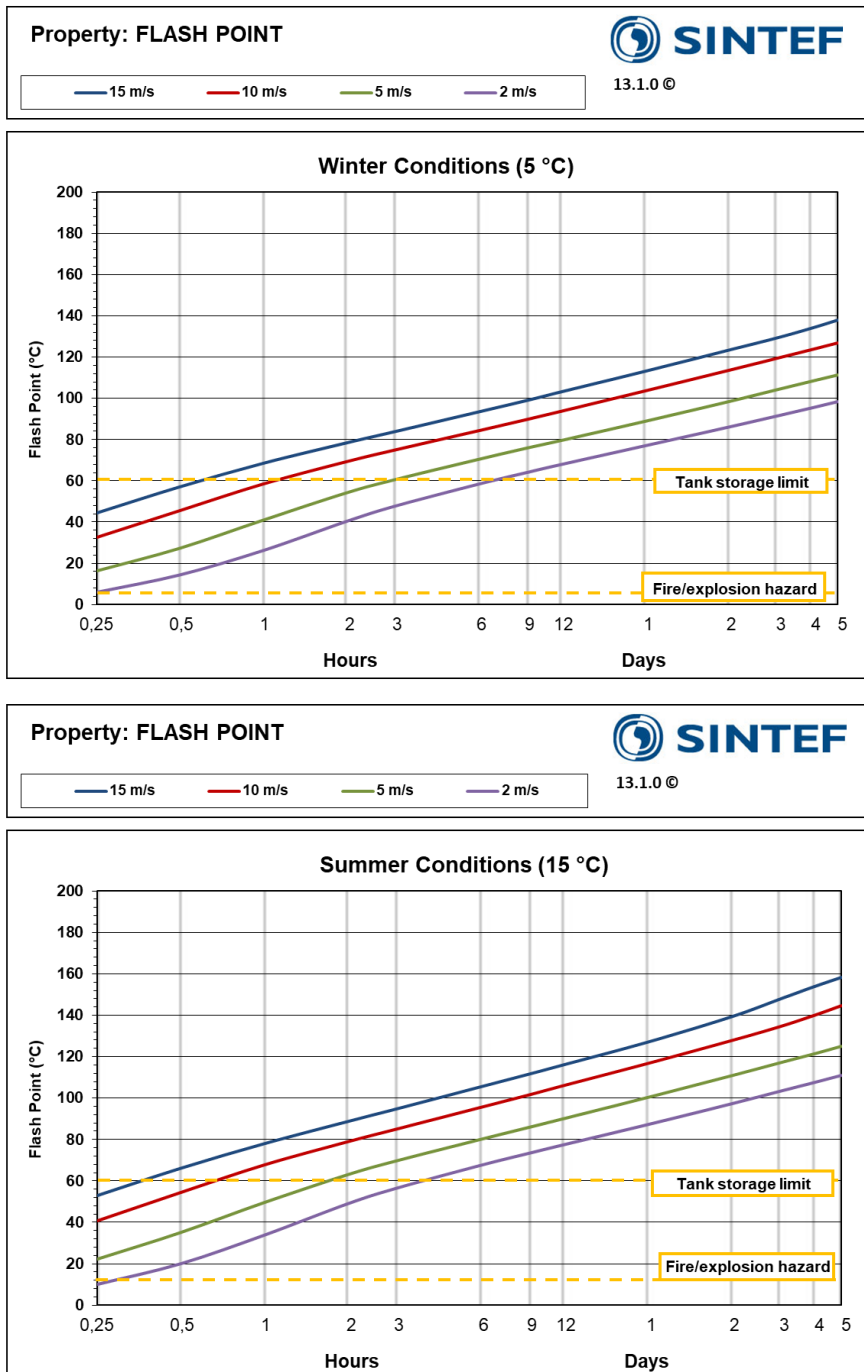 Property: FLASH POINT
SINTEF
13.1.0 ©
15 m/s 10 m/s 5 m/s 2 m/s
Winter Conditions (5 °C)
Flash Point (°C)
200
180
160
140
120
100
80
60
40
20
0
Tank storage limit
Fire/explosion hazard
0,25 0,5 1 2 3 6 9 12 1 2 3 4 5
Hours Days
Property: FLASH POINT
SINTEF
13.1.0 ©
15 m/s 10 m/s 5 m/s 2 m/s
Summer Conditions (15 °C)
Flash Point (°C)
200
180
160
140
120
100
80
60
40
20
0
Tank storage limit
Fire/explosion hazard
0,25 0,5 1 2 3 6 9 12 1 2 3 4 5
Hours Days